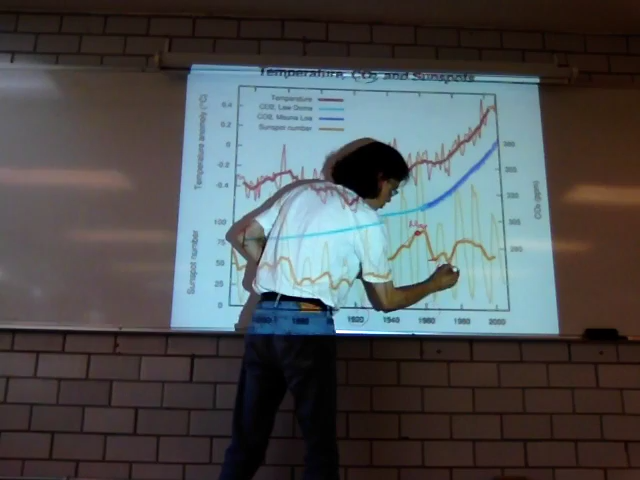 Temperature, CO2 and Sunspots
Temperature
CO2, Law Dome
CO2, Mauna Loa
Sunspot number
Temperature anomaly (°C)
0.4
0.2
0
-0.2
-0.4
Sunspot number
100
75
50
25
0
CO2 (ppm)
1920 1940 1960 1980 2000